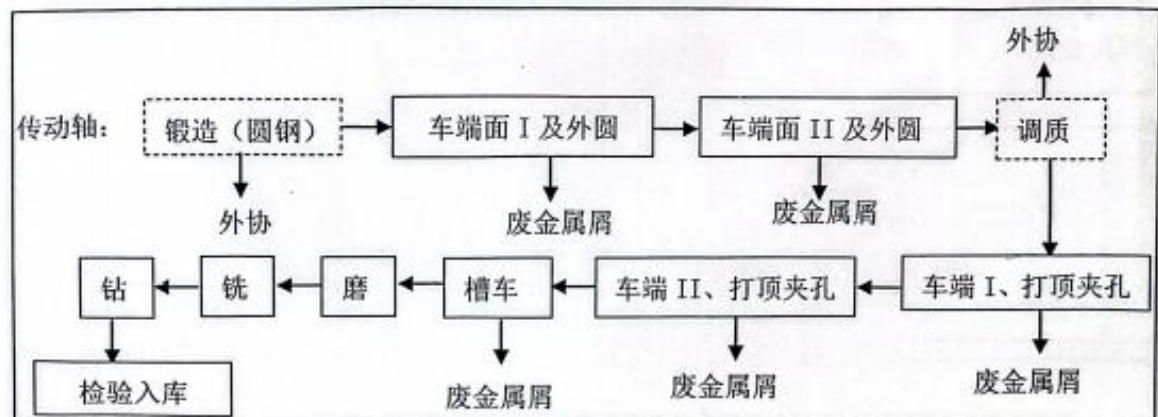 外协
传动轴： 锻造（圆钢） 车端面 I 及外圆 车端面 II 及外圆 调质
外协 废金属屑 废金属屑
钻 铣 磨 槽车 车端 II、打顶夹孔 车端 I、打顶夹孔
检验入库 废金属屑 废金属屑 废金属屑